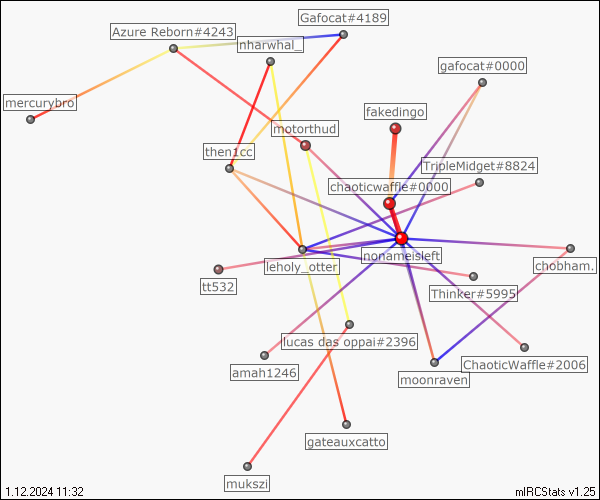 Gafocat#4189
Azure Reborn#4243
nharwhal_
gafocat#0000
mercurybro
fakedingo
motorthud
then1cc
TripleMidget#8824
chaoticwaffle#0000
nonameisleft
leholy_otter
chobham.
tt532
Thinker#5995
lucas das oppai#2396
amah1246
ChaoticWaffle#2006
moonraven
gateauxcatto
mukszi
1.12.2024 11:32
mIRCStats v1.25